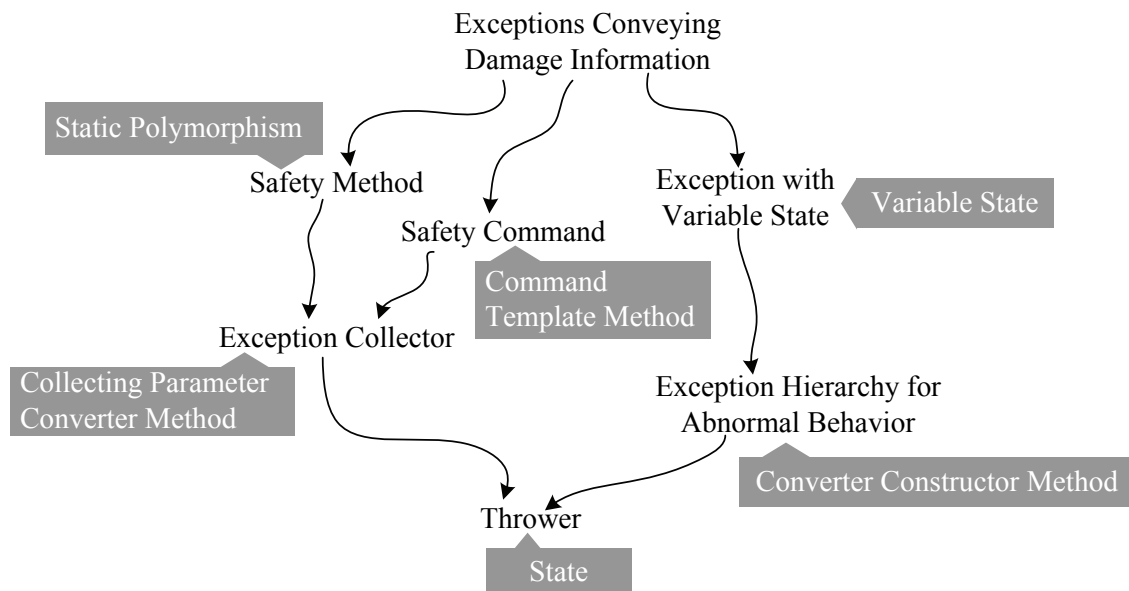 Exceptions Conveying
Damage Information
Static Polymorphism
Safety Method
Exception with
Variable State
Variable State
Safety Command
Command
Template Method
Exception Collector
Collecting Parameter
Converter Method
Exception Hierarchy for
Abnormal Behavior
Converter Constructor Method
Thrower
State